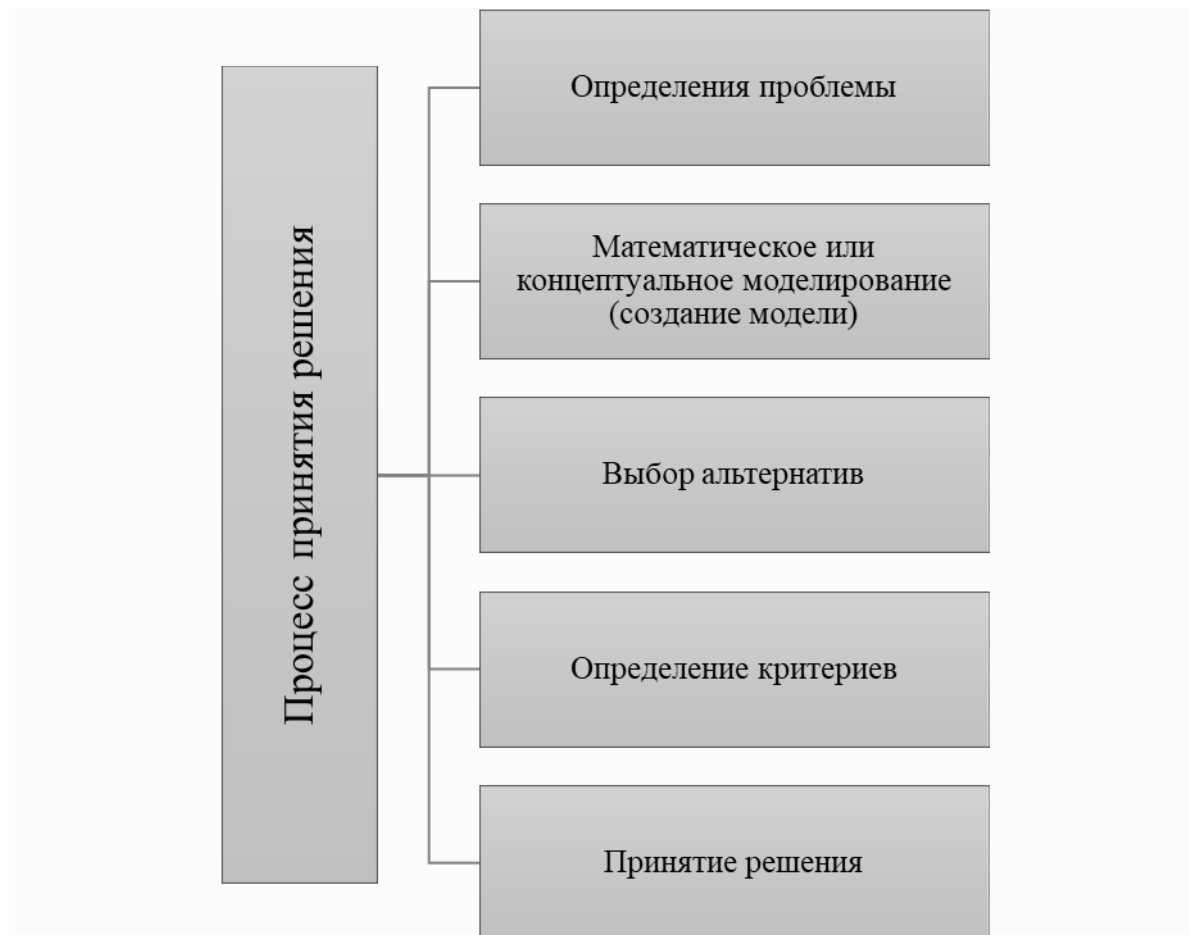 Процесс принятия решения
Определения проблемы
Математическое или
концептуальное моделирование
(создание модели)
Выбор альтернатив
Определение критериев
Принятие решения